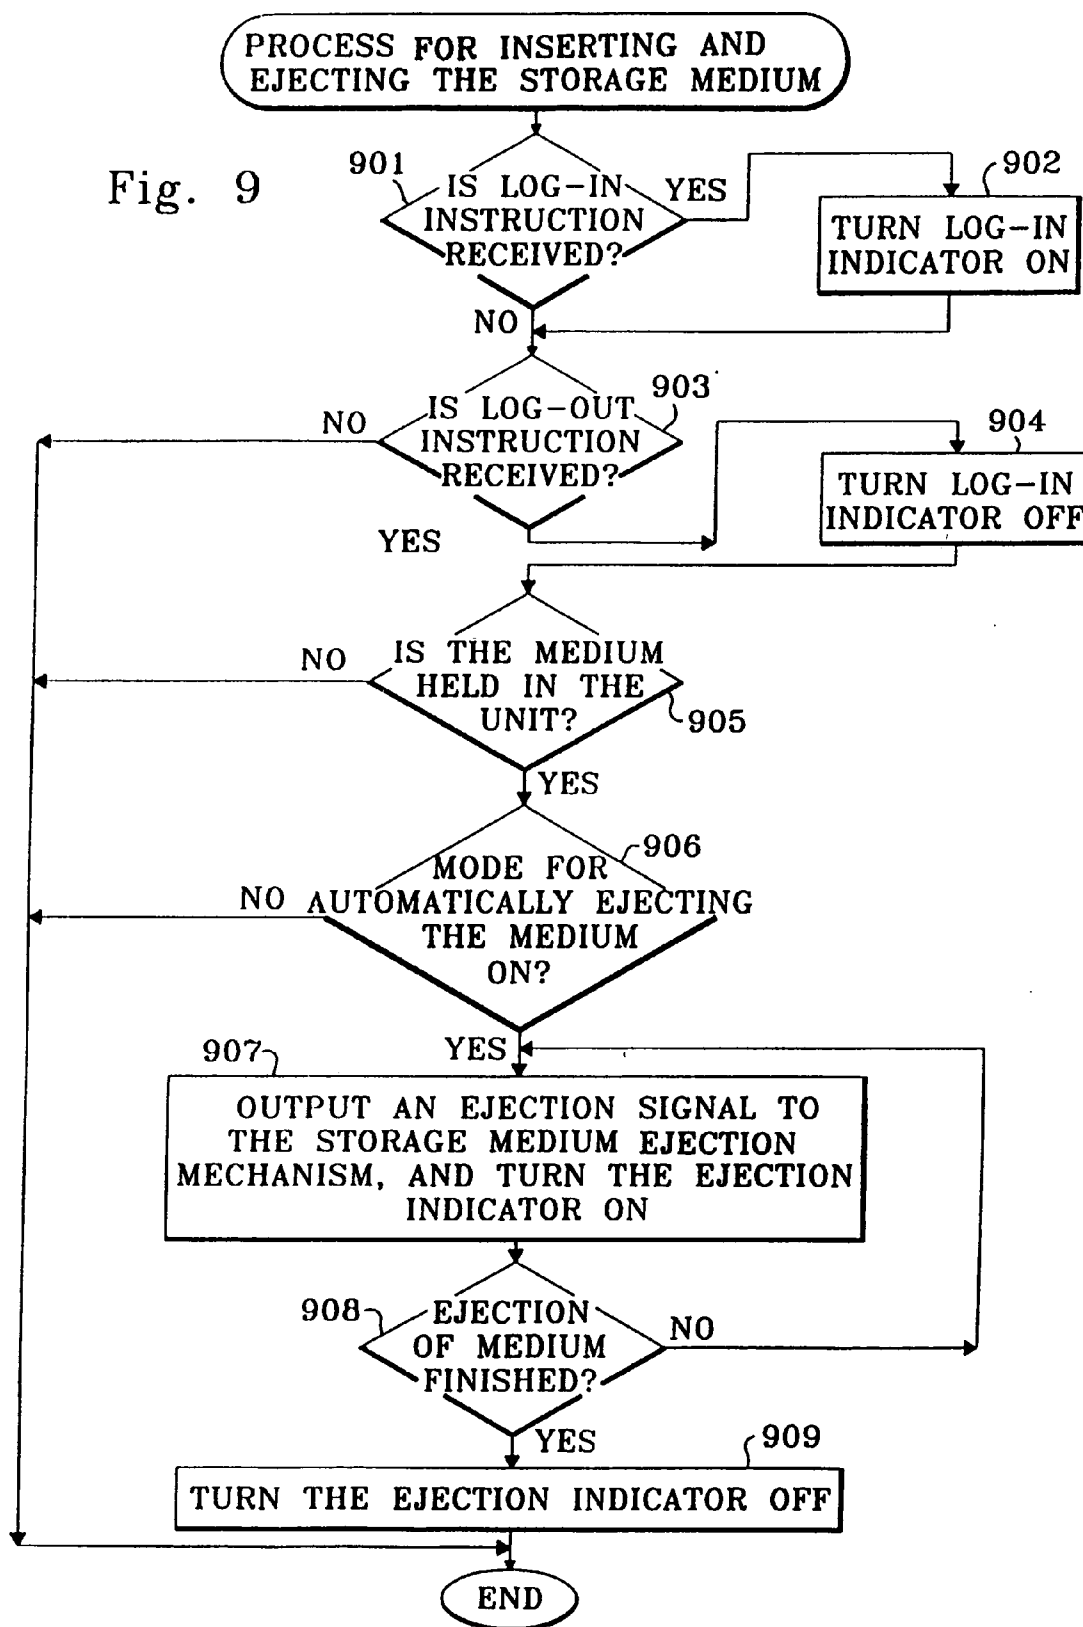 PROCESS FOR INSERTING AND
EJECTING THE STORAGE MEDIUM
Fig. 9
901
IS LOG-IN
INSTRUCTION
RECEIVED?
YES
902
TURN LOG-IN
INDICATOR ON
NO
903
IS LOG-OUT
INSTRUCTION
RECEIVED?
NO
904
TURN LOG-IN
INDICATOR OFF
YES
IS THE MEDIUM
HELD IN THE
UNIT?
NO
905
YES
906
MODE FOR
AUTOMATICALLY EJECTING
THE MEDIUM
ON?
NO
YES
907
OUTPUT AN EJECTION SIGNAL TO
THE STORAGE MEDIUM EJECTION
MECHANISM, AND TURN THE EJECTION
INDICATOR ON
908
EJECTION
OF MEDIUM
FINISHED?
NO
YES
909
TURN THE EJECTION INDICATOR OFF
END